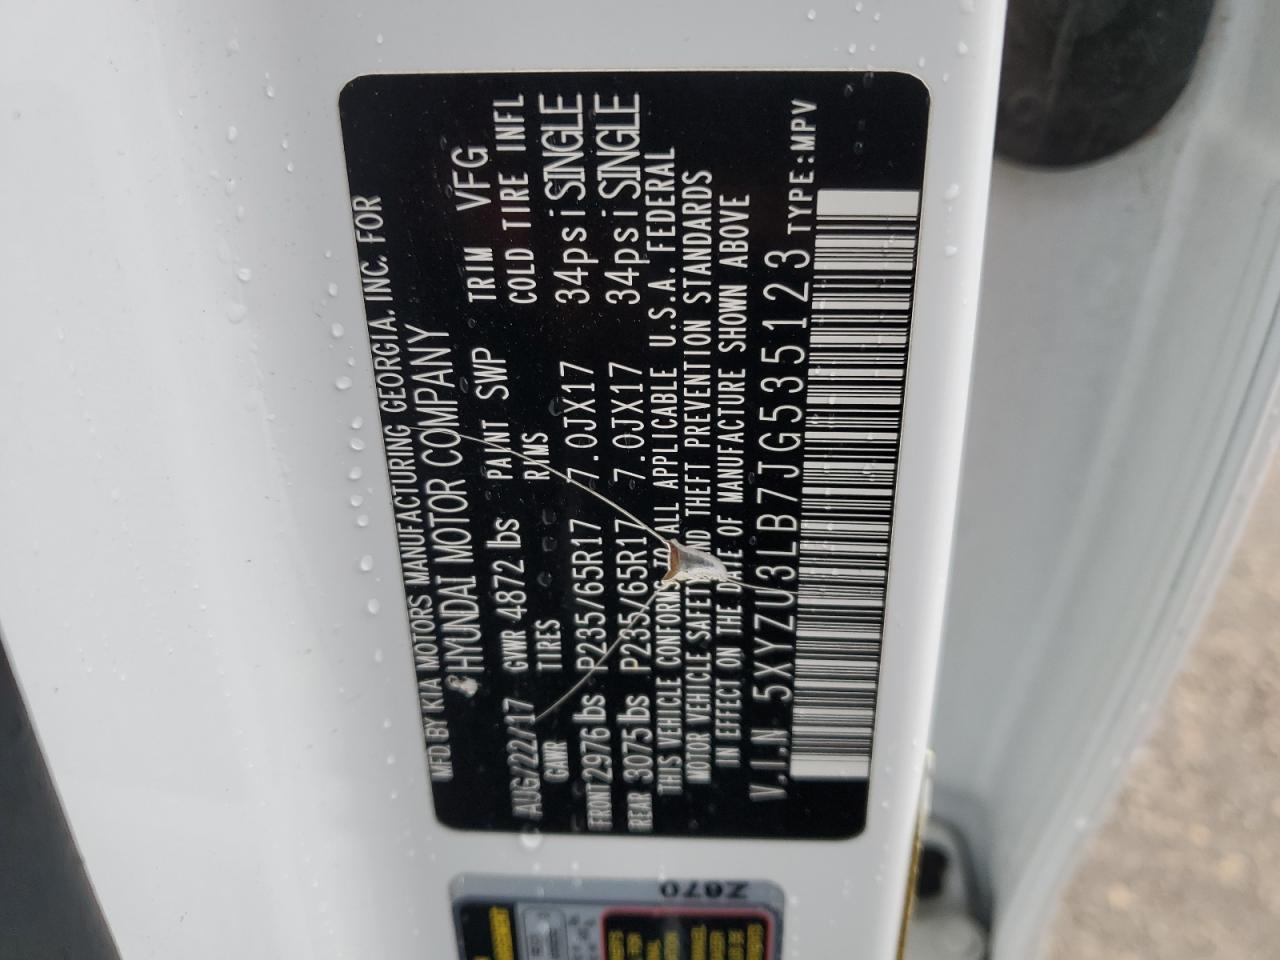 MFD BY KIA MOTORS MANUFACTURING GEORGIA, INC. FOR
HYUNDAI MOTOR COMPANY
AUG/22/17 GVWR 4872 lbs PAINT SWP TRIM VFG
GAWR TIRES RIMS COLD TIRE INFL
FRONT 2976 lbs P235/65R17 7.0JX17 34psi SINGLE
REAR 3075 lbs P235/65R17 7.0JX17 34psi SINGLE
THIS VEHICLE CONFORMS TO ALL APPLICABLE U.S.A. FEDERAL
MOTOR VEHICLE SAFETY AND THEFT PREVENTION STANDARDS
IN EFFECT ON THE DATE OF MANUFACTURE SHOWN ABOVE
V.I.N 5XYZU3LB7JG535123 TYPE:MPV
Z070